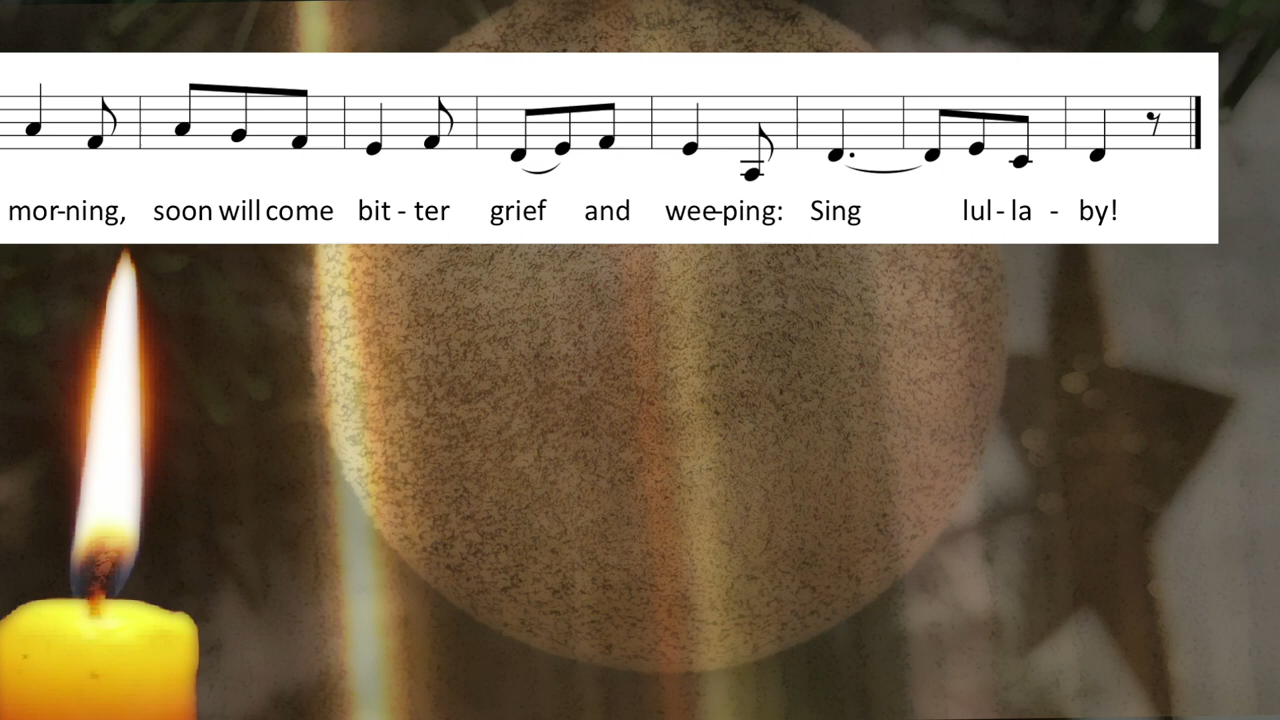 mor-ning, soon will come bit - ter grief and wee-ping: Sing lul - la - by!